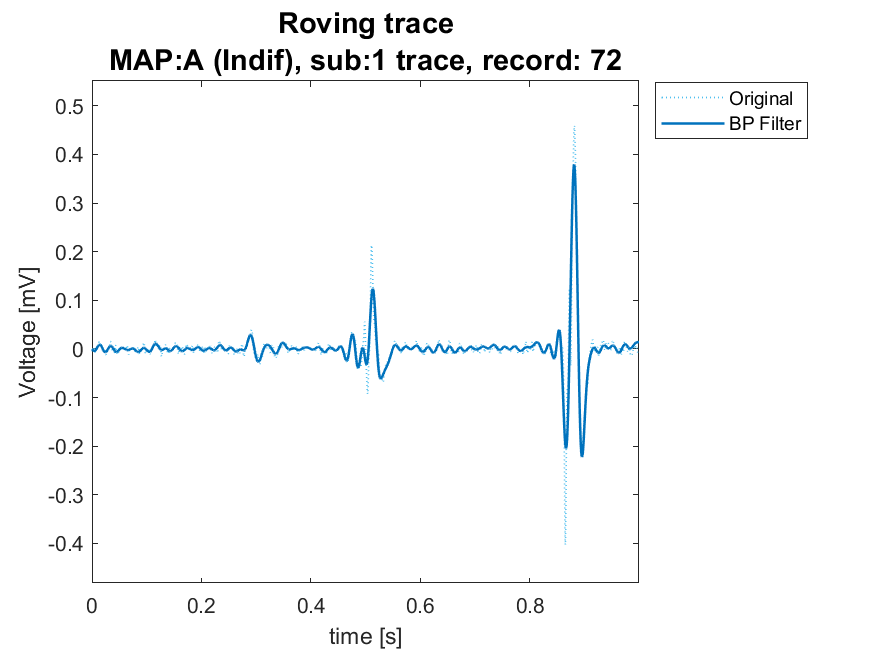 Roving trace
MAP:A (Indif), sub:1 trace, record: 72
Original
BP Filter
0.5
0.4
0.3
0.2
0.1
0
-0.1
-0.2
-0.3
-0.4
Voltage [mV]
0
0.2
0.4
0.6
0.8
time [s]